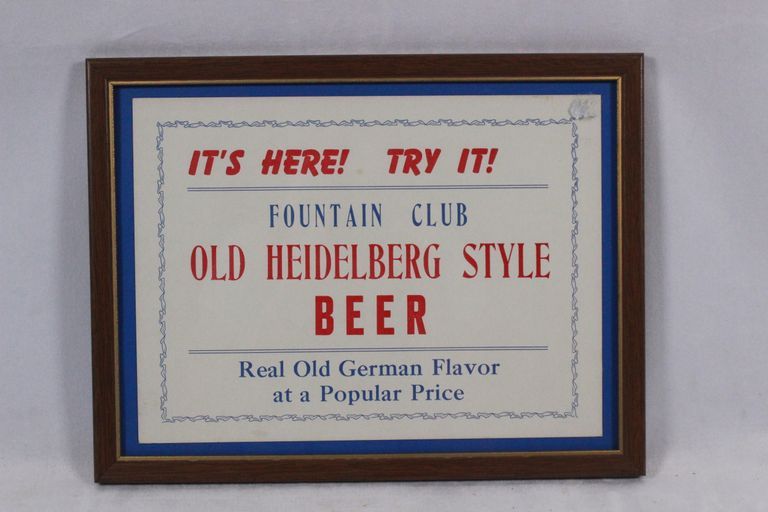 IT'S HERE! TRY IT!
FOUNTAIN CLUB
OLD HEIDELBERG STYLE
BEER
Real Old German Flavor
at a Popular Price